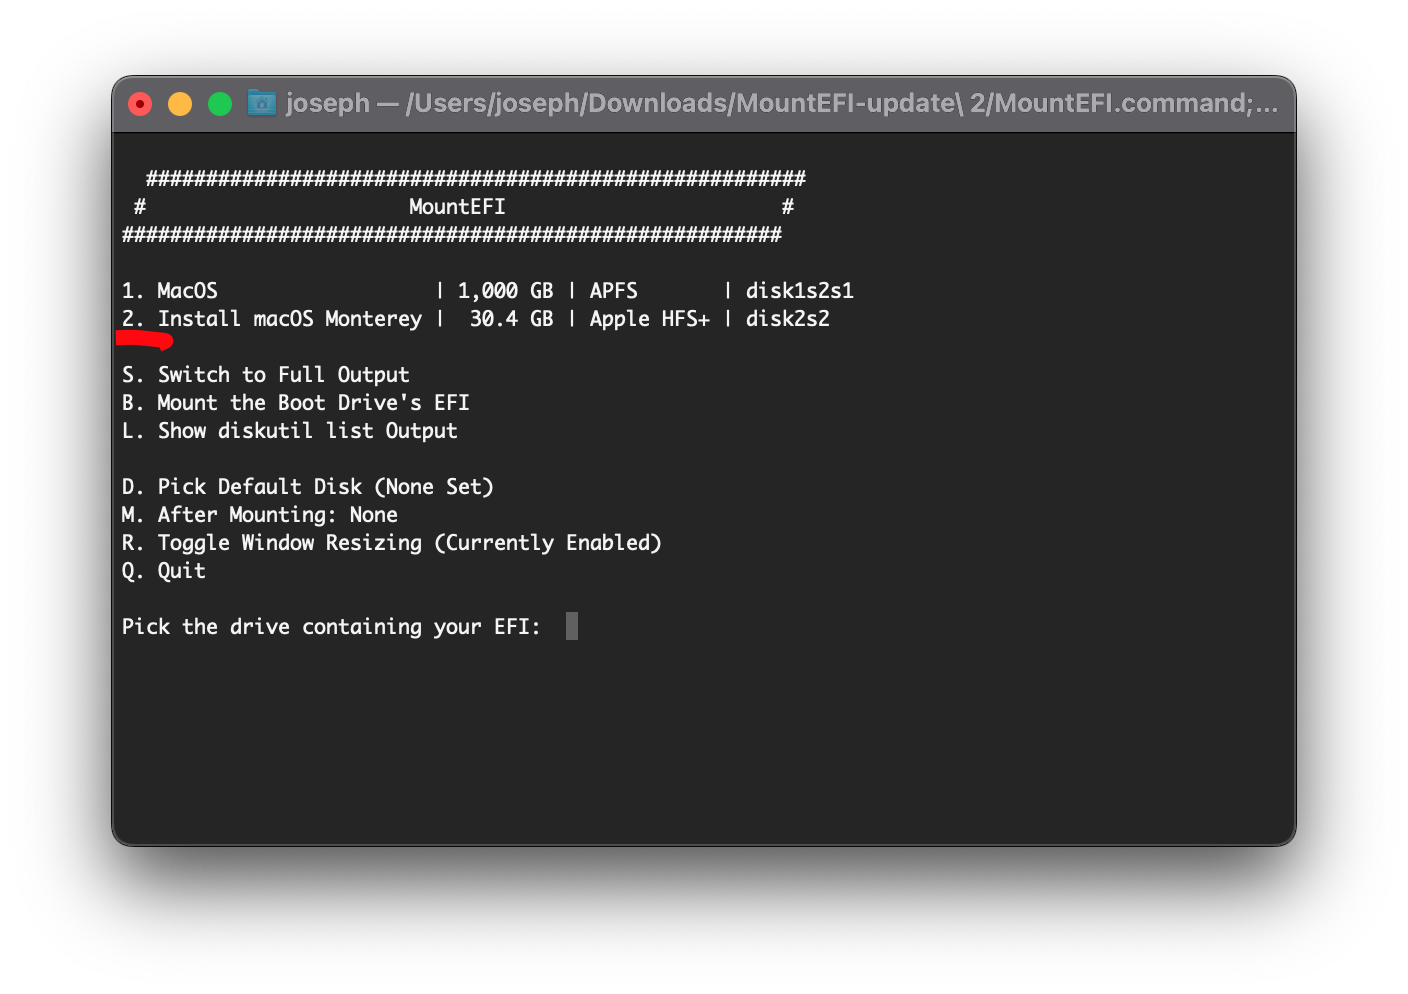 joseph — /Users/joseph/Downloads/MountEFI-update\ 2/MountEFI.command;...
#######################################################
# MountEFI #
#######################################################
1. MacOS | 1,000 GB | APFS | disk1s2s1
2. Install macOS Monterey | 30.4 GB | Apple HFS+ | disk2s2
S. Switch to Full Output
B. Mount the Boot Drive's EFI
L. Show diskutil list Output
D. Pick Default Disk (None Set)
M. After Mounting: None
R. Toggle Window Resizing (Currently Enabled)
Q. Quit
Pick the drive containing your EFI: